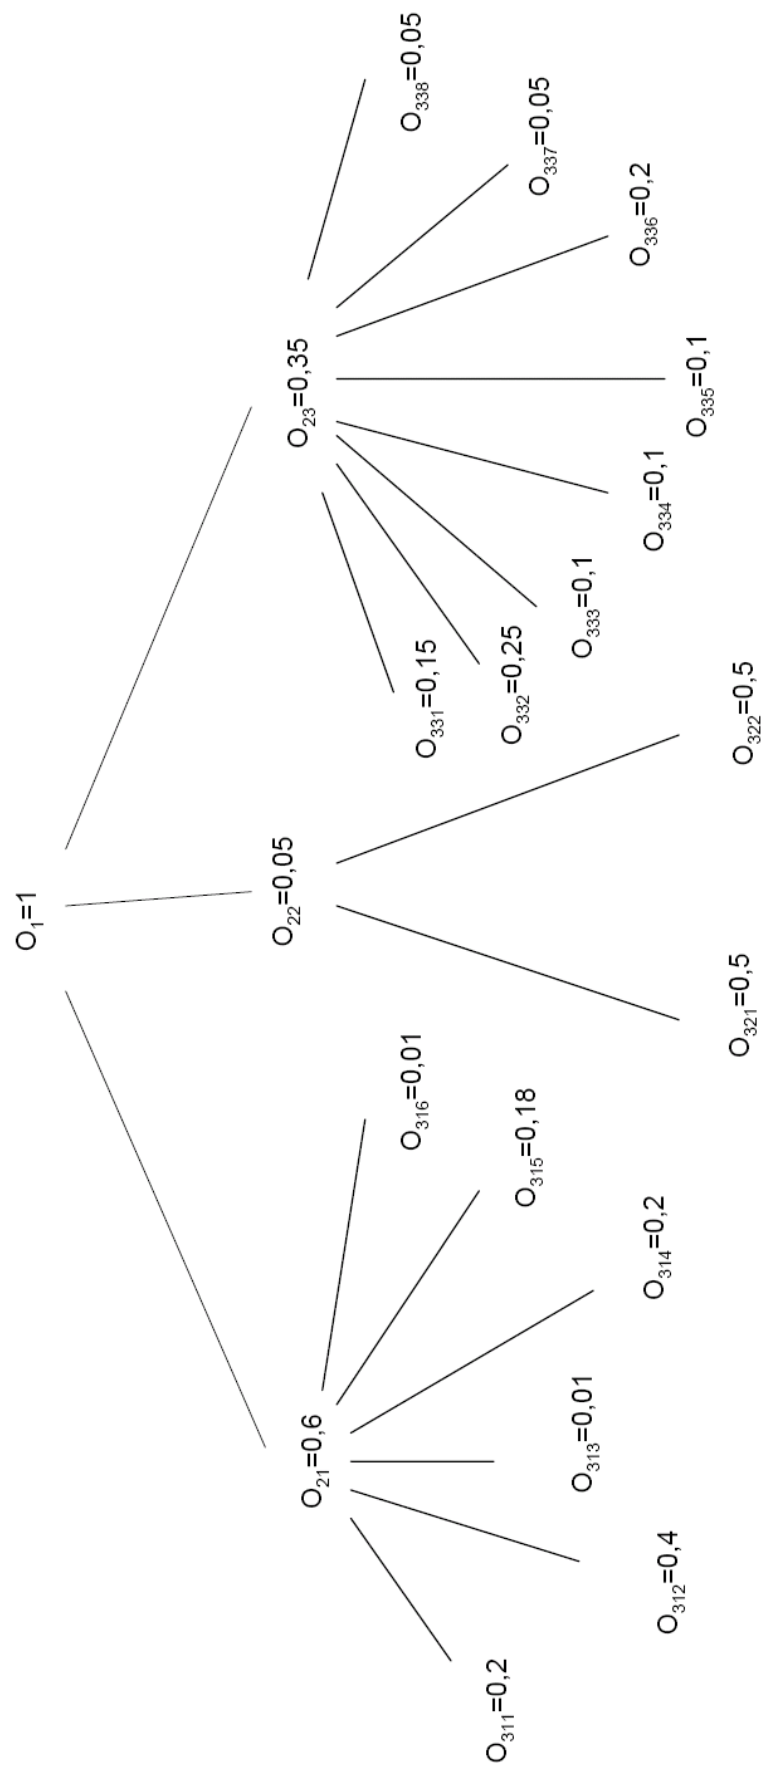 O₁=1
O₂₁=0,6
O₂₂=0,05
O₂₃=0,35
O₃₁₁=0,2
O₃₁₂=0,4
O₃₁₃=0,01
O₃₁₄=0,2
O₃₁₅=0,18
O₃₁₆=0,01
O₃₂₁=0,5
O₃₂₂=0,5
O₃₃₁=0,15
O₃₃₂=0,25
O₃₃₃=0,1
O₃₃₄=0,1
O₃₃₅=0,1
O₃₃₆=0,2
O₃₃₇=0,05
O₃₃₈=0,05